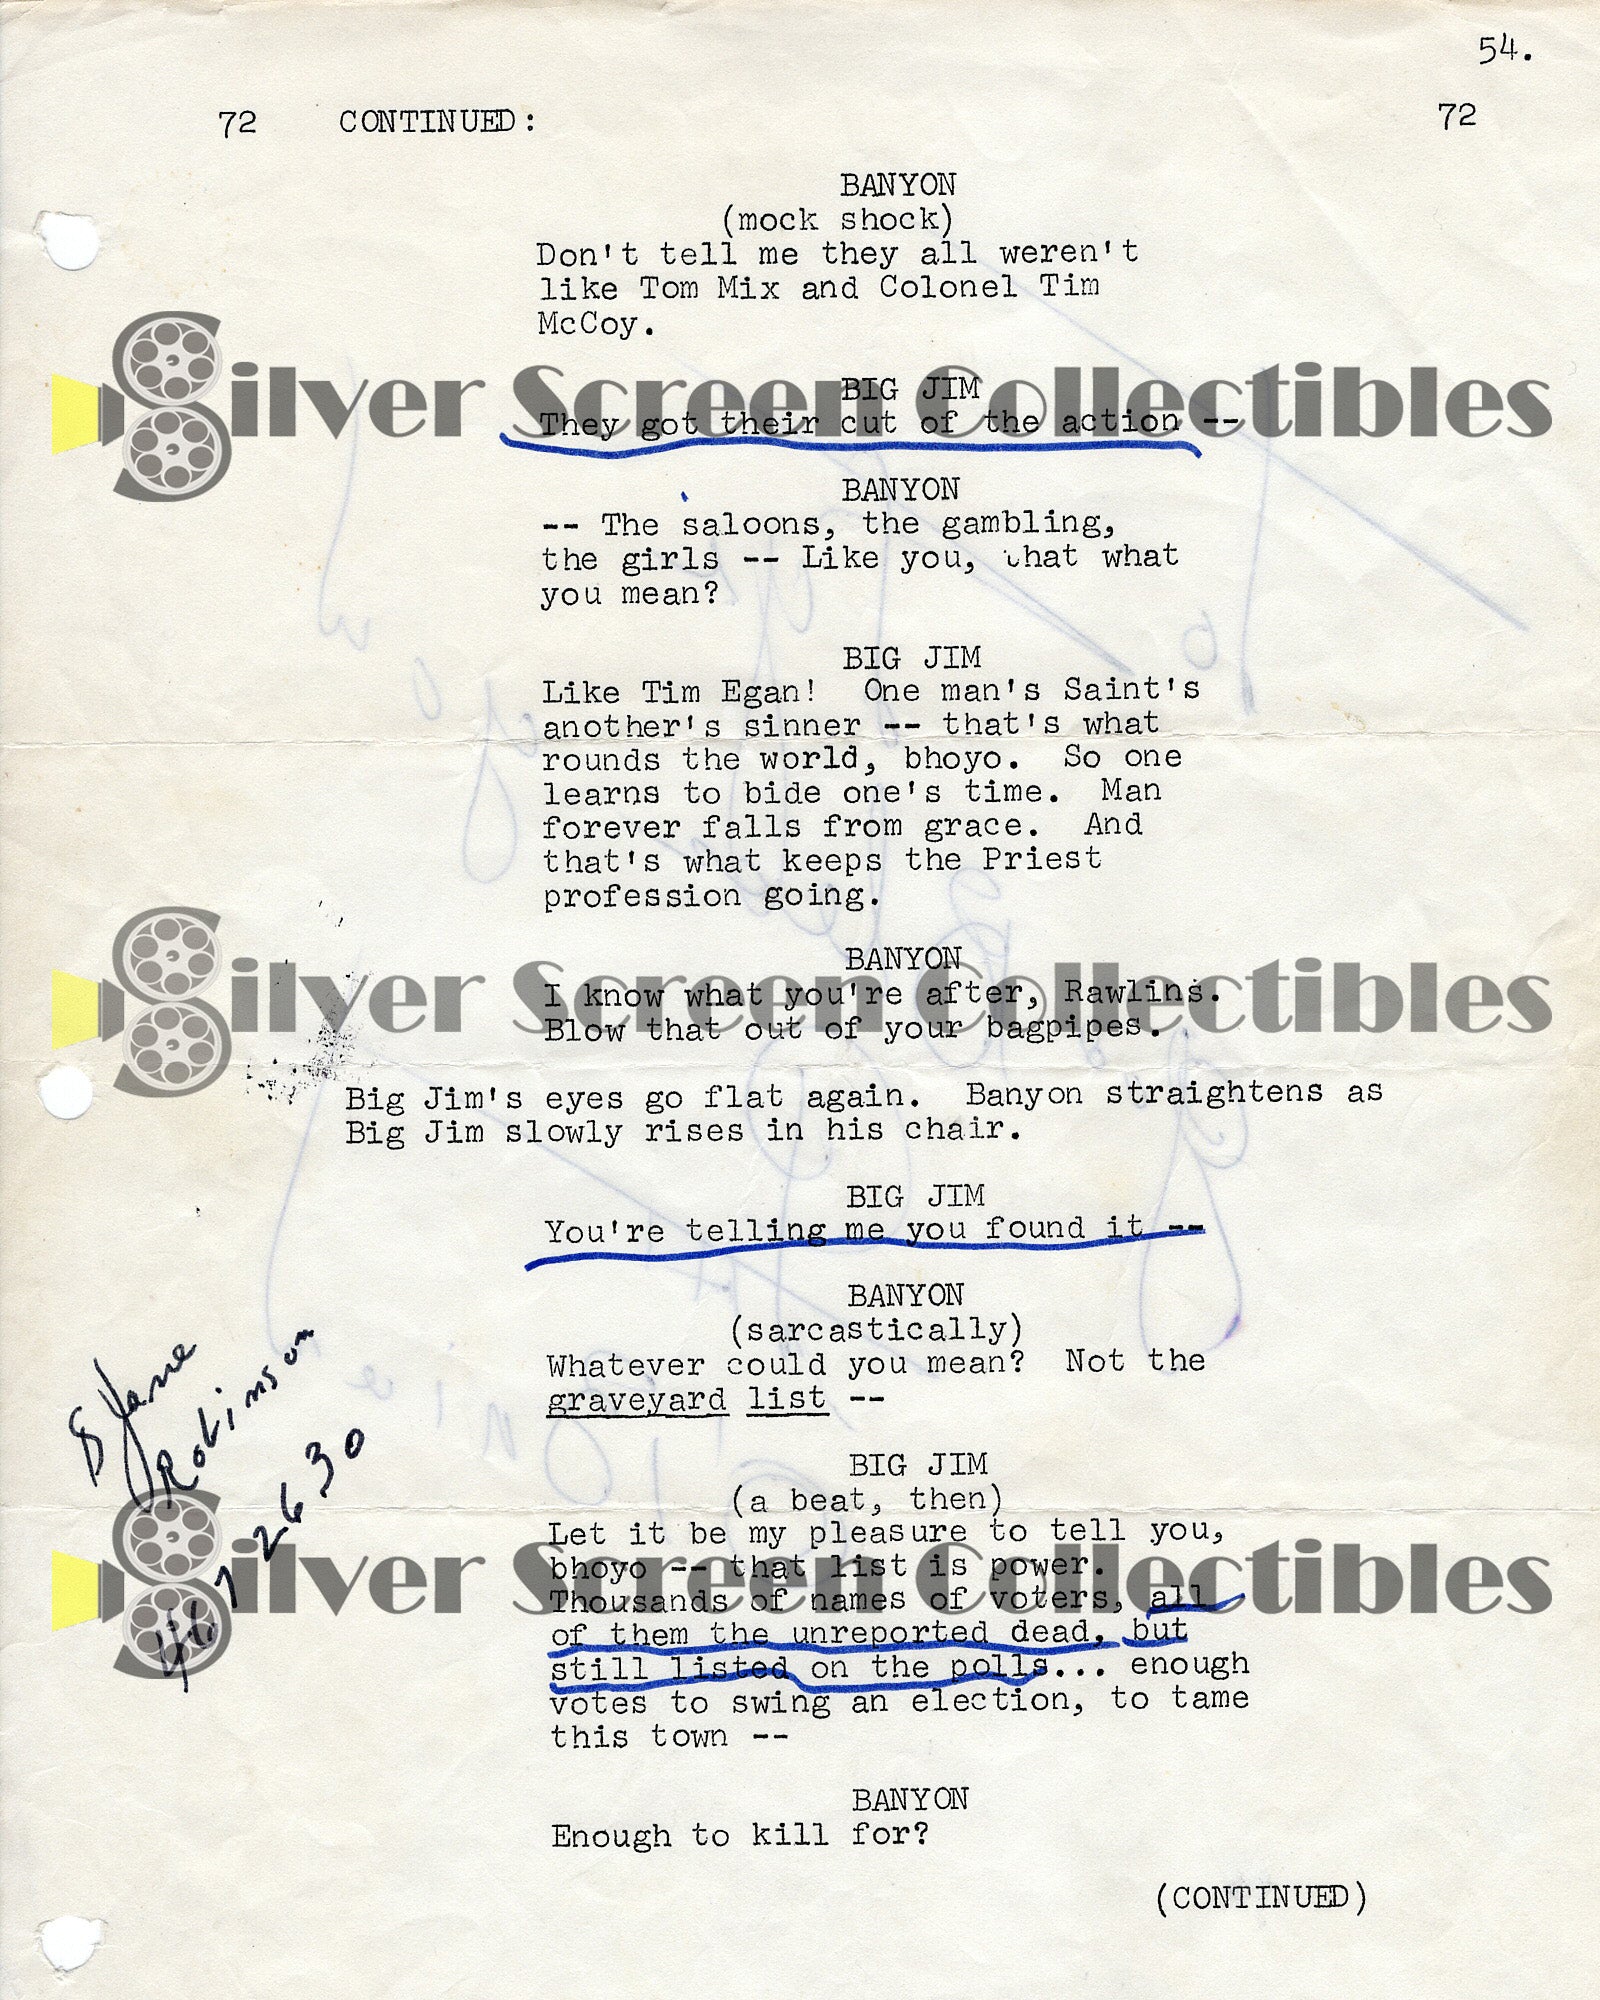 54.
72 CONTINUED: 72
BANYON
(mock shock)
Don't tell me they all weren't
like Tom Mix and Colonel Tim
McCoy.
Silver Screen Collectibles
BIG JIM
They got their cut of the action --
BANYON
-- The saloons, the gambling,
the girls -- Like you, that what
you mean?
BIG JIM
Like Tim Egan! One man's Saint's
another's sinner -- that's what
rounds the world, bhoyo. So one
learns to bide one's time. Man
forever falls from grace. And
that's what keeps the Priest
profession going.
Silver Screen Collectibles
BANYON
I know what you're after, Rawlins.
Blow that out of your bagpipes.
Big Jim's eyes go flat again. Banyon straightens as
Big Jim slowly rises in his chair.
BIG JIM
You're telling me you found it --
BANYON
(sarcastically)
Whatever could you mean? Not the
graveyard list --
Jane
Robinson
2630
BIG JIM
(a beat, then)
Let it be my pleasure to tell you,
bhoyo -- that list is power.
Silver Screen Collectibles
Thousands of names of voters, all
of them the unreported dead, but
still listed on the polls... enough
votes to swing an election, to tame
this town --
BANYON
Enough to kill for?
(CONTINUED)